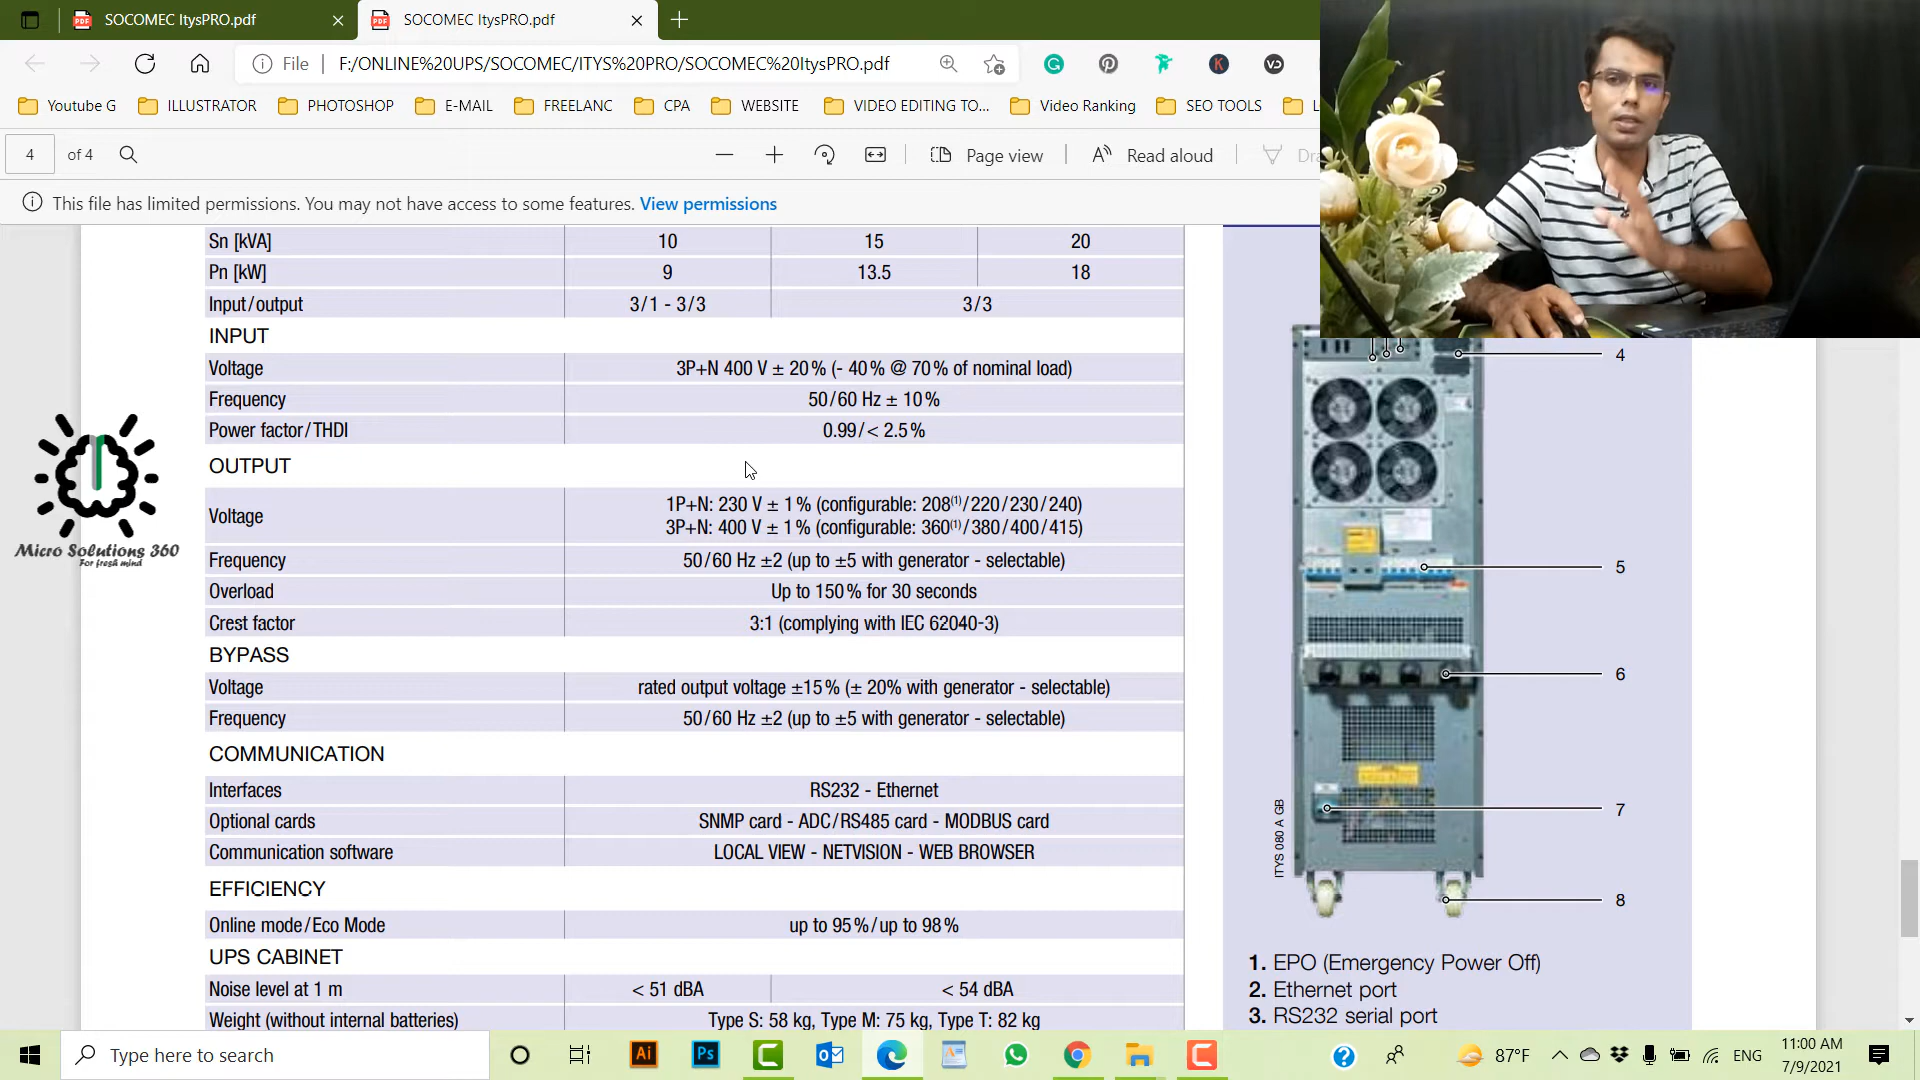 SOCOMEC ItysPRO.pdf
SOCOMEC ItysPRO.pdf
File
F:/ONLINE%20UPS/SOCOMEC/ITYS%20PRO/SOCOMEC%20ItysPRO.pdf
Youtube G
ILLUSTRATOR
PHOTOSHOP
E-MAIL
FREELANC
CPA
WEBSITE
VIDEO EDITING TO...
Video Ranking
SEO TOOLS
4 of 4
Page view
Read aloud
This file has limited permissions. You may not have access to some features. View permissions
Sn [kVA] 10 15 20
Pn [kW] 9 13.5 18
Input/output 3/1 - 3/3 3/3
INPUT
Voltage 3P+N 400 V ± 20% (- 40% @ 70% of nominal load)
Frequency 50/60 Hz ± 10%
Power factor/THDI 0.99/< 2.5%
OUTPUT
Voltage 1P+N: 230 V ± 1% (configurable: 208(1)/220/230/240)
3P+N: 400 V ± 1% (configurable: 360(1)/380/400/415)
Frequency 50/60 Hz ±2 (up to ±5 with generator - selectable)
Overload Up to 150% for 30 seconds
Crest factor 3:1 (complying with IEC 62040-3)
BYPASS
Voltage rated output voltage ±15% (± 20% with generator - selectable)
Frequency 50/60 Hz ±2 (up to ±5 with generator - selectable)
COMMUNICATION
Interfaces RS232 - Ethernet
Optional cards SNMP card - ADC/RS485 card - MODBUS card
Communication software LOCAL VIEW - NETVISION - WEB BROWSER
EFFICIENCY
Online mode/Eco Mode up to 95%/up to 98%
UPS CABINET
Noise level at 1 m < 51 dBA < 54 dBA
Weight (without internal batteries) Type S: 58 kg, Type M: 75 kg, Type T: 82 kg
Micro Solutions 360
For fresh mind
4
5
6
7
8
ITYS 080 A GB
1. EPO (Emergency Power Off)
2. Ethernet port
3. RS232 serial port
Type here to search
Ai
Ps
87°F
ENG
11:00 AM
7/9/2021